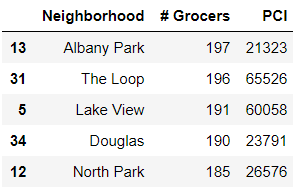 Neighborhood # Grocers PCI
13 Albany Park 197 21323
31 The Loop 196 65526
5 Lake View 191 60058
34 Douglas 190 23791
12 North Park 185 26576